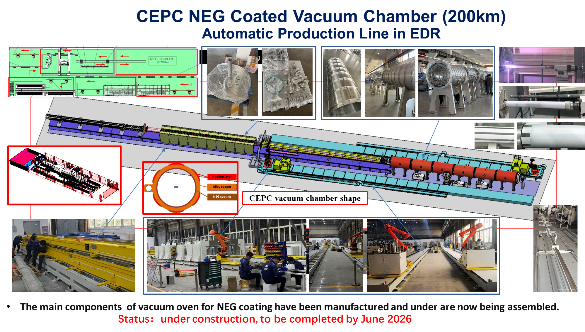 CEPC NEG Coated Vacuum Chamber (200km)
Automatic Production Line in EDR
CEPC vacuum chamber shape
• The main components of vacuum oven for NEG coating have been manufactured and under are now being assembled.
Status：under construction, to be completed by June 2026